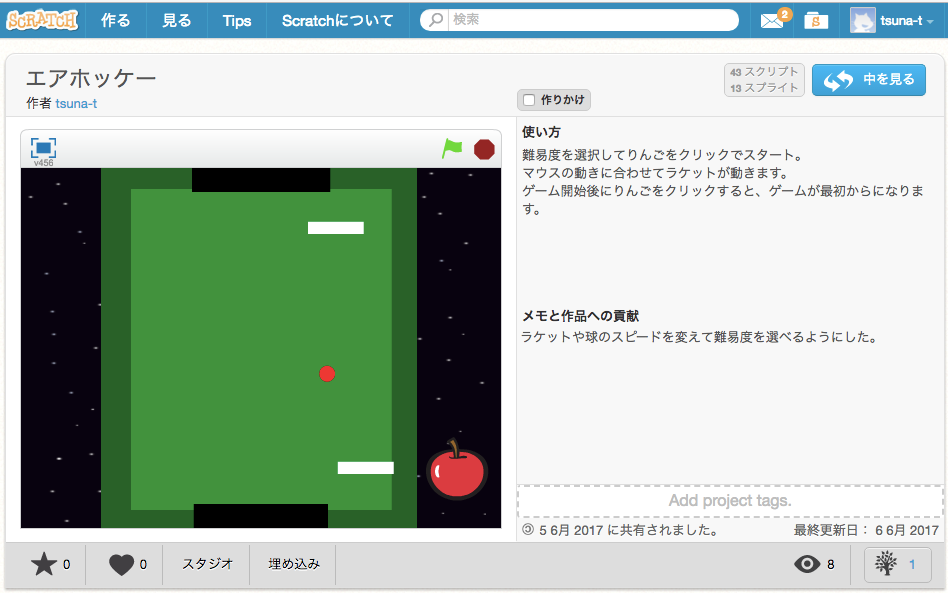 SCRATCH 作る 見る Tips Scratchについて 検索 2 S tsuna-t
エアホッケー
作者 tsuna-t
作りかけ
43 スクリプト
13 スプライト
中を見る
v456
使い方
難易度を選択してりんごをクリックでスタート。
マウスの動きに合わせてラケットが動きます。
ゲーム開始後にりんごをクリックすると、ゲームが最初からになりま
す。
メモと作品への貢献
ラケットや球のスピードを変えて難易度を選べるようにした。
Add project tags.
5 6月 2017 に共有されました。 最終更新日： 6 6月 2017
0 0 スタジオ 埋め込み 8 1